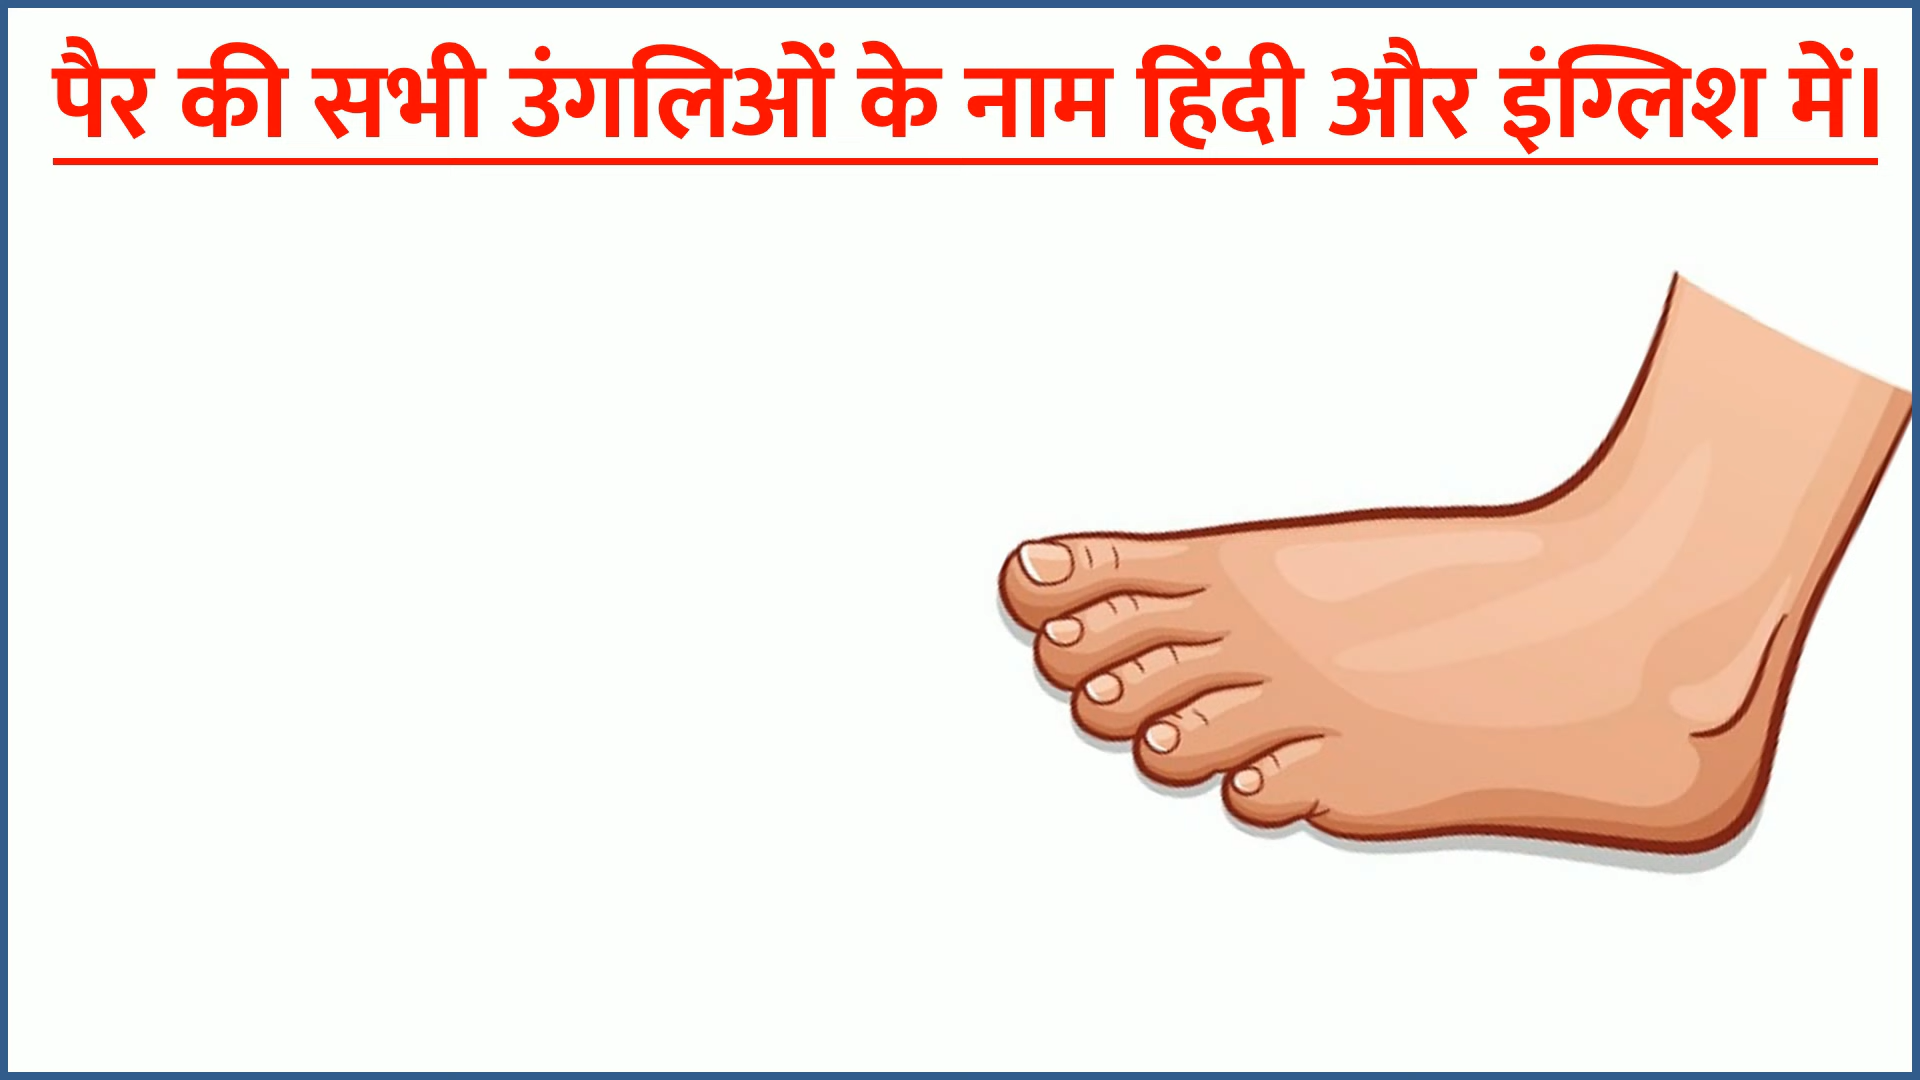 पैर की सभी उंगलिओं के नाम हिंदी और इंग्लिश में।